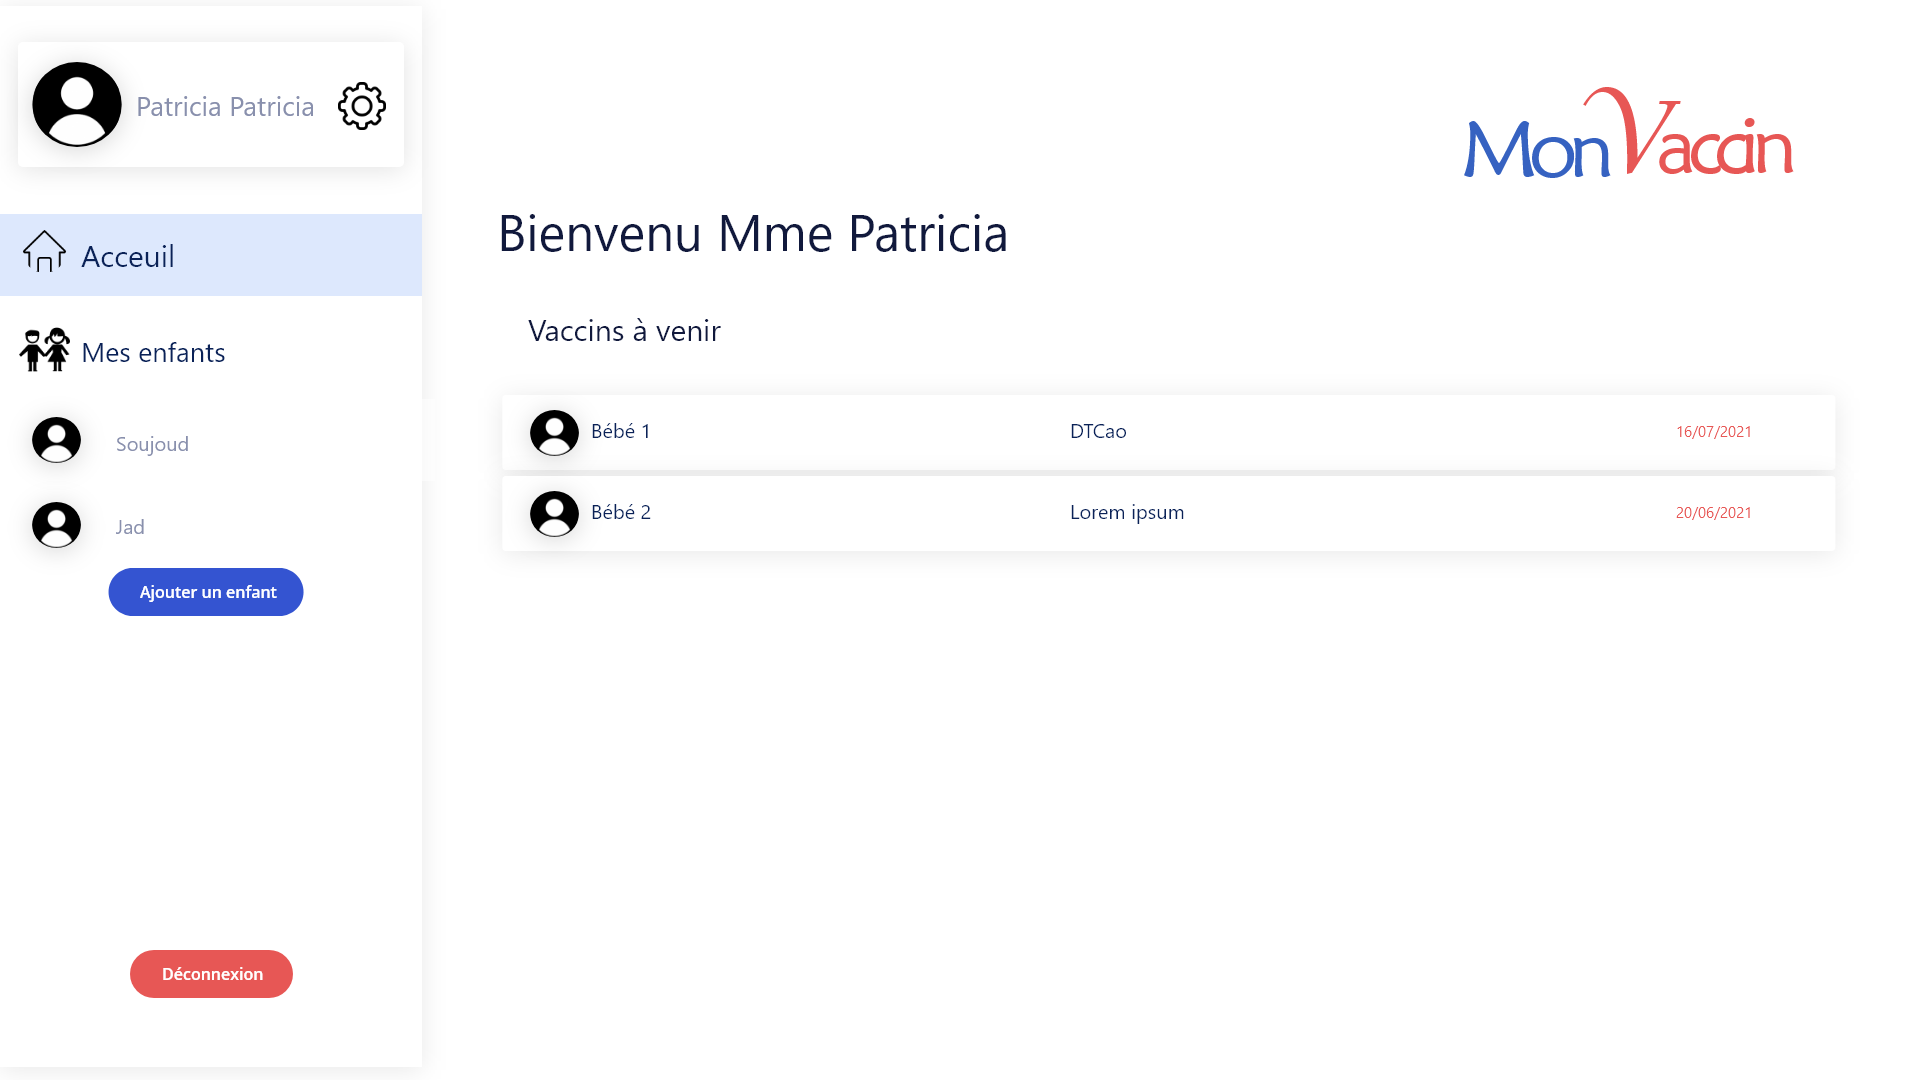 Patricia Patricia
Acceuil
Mes enfants
Soujoud
Jad
Ajouter un enfant
Déconnexion
MonVaccin
Bienvenu Mme Patricia
Vaccins à venir
Bébé 1 DTCao 16/07/2021
Bébé 2 Lorem ipsum 20/06/2021